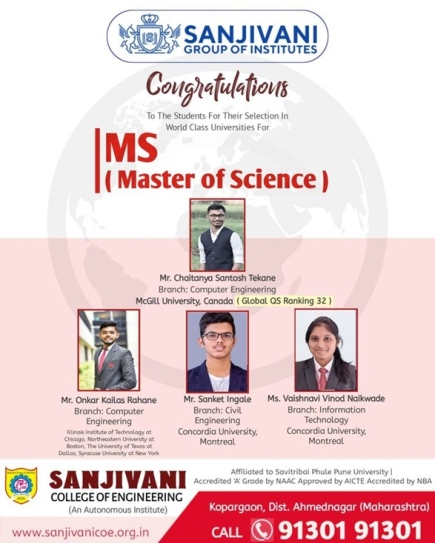 SANJIVANI
GROUP OF INSTITUTES
Congratulations
To The Students For Their Selection In
World Class Universities For
MS
( Master of Science )
Mr. Chaitanya Santosh Tekane
Branch: Computer Engineering
McGill University, Canada ( Global QS Ranking 32 )
Mr. Onkar Kailas Rahane
Branch: Computer
Engineering
Illinois Institute of Technology at
Chicago, Northeastern University at
Boston, The University of Texas at
Dallas, Syracuse University at New York
Mr. Sanket Ingale
Branch: Civil
Engineering
Concordia University,
Montreal
Ms. Vaishnavi Vinod Naikwade
Branch: Information
Technology
Concordia University,
Montreal
SANJIVANI
COLLEGE OF ENGINEERING
(An Autonomous Institute)
Affiliated to Savitribai Phule Pune University |
Accredited 'A' Grade by NAAC Approved by AICTE Accredited by NBA
Kopargaon, Dist. Ahmednagar (Maharashtra)
www.sanjivanicoe.org.in
CALL 91301 91301